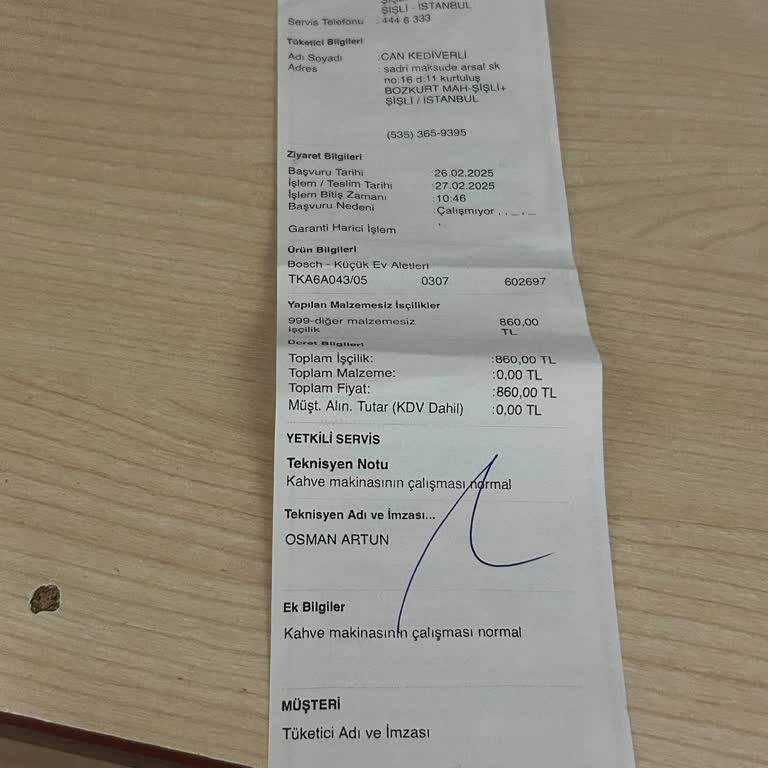 ŞİŞLİ - İSTANBUL
Servis Telefonu : 444 6 333
Tüketici Bilgileri
Adı Soyadı :CAN KEDİVERLİ
Adres : sadri maksude arsal sk
no:16 d:11 kurtuluş
BOZKURT MAH-ŞİŞLİ+
ŞİŞLİ / İSTANBUL
(535) 365-9395
Ziyaret Bilgileri
Başvuru Tarihi :26.02.2025
İşlem / Teslim Tarihi :27.02.2025
İşlem Bitiş Zamanı :10:46
Başvuru Nedeni :Çalışmıyor , , _ , _
Garanti Harici İşlem
Ürün Bilgileri
Bosch - Küçük Ev Aletleri
TKA6A043/05 0307 602697
Yapılan Malzemesiz İşçilikler
999-diğer malzemesiz 860,00
işçilik TL
Ücret Bilgileri
Toplam İşçilik: :860,00 TL
Toplam Malzeme: :0,00 TL
Toplam Fiyat: :860,00 TL
Müşt. Alın. Tutar (KDV Dahil) :0,00 TL
YETKİLİ SERVİS
Teknisyen Notu
Kahve makinasının çalışması normal
Teknisyen Adı ve İmzası...
OSMAN ARTUN
Ek Bilgiler
Kahve makinasının çalışması normal
MÜŞTERİ
Tüketici Adı ve İmzası